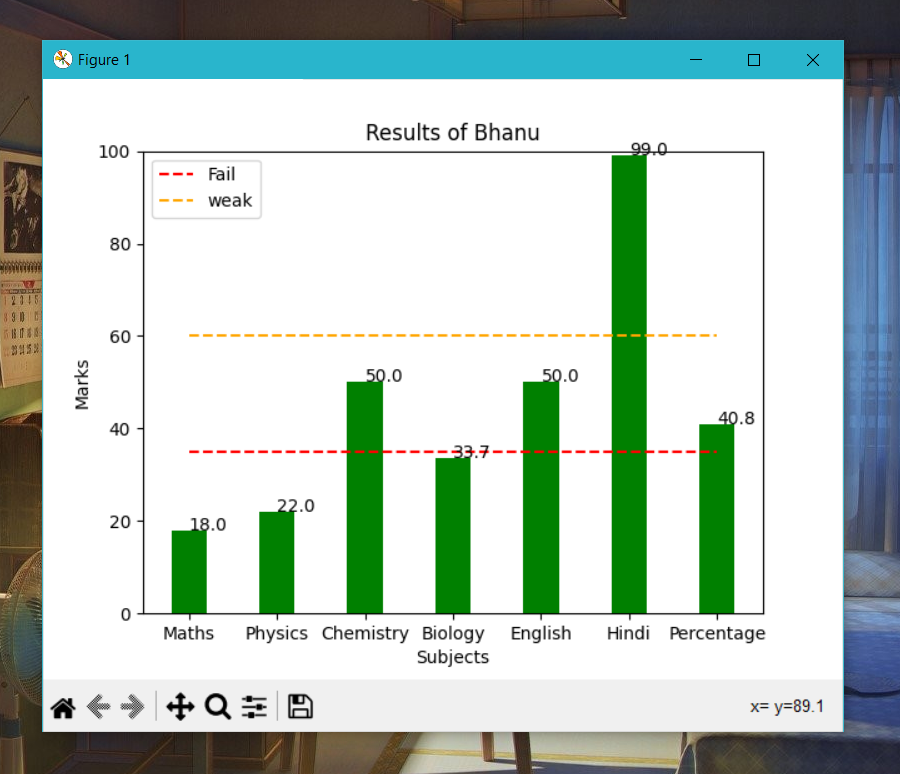 Figure 1
Results of Bhanu
Fail
weak
100
80
60
40
20
0
Marks
18.0
22.0
50.0
33.7
50.0
99.0
40.8
Maths Physics Chemistry Biology English Hindi Percentage
Subjects
x= y=89.1